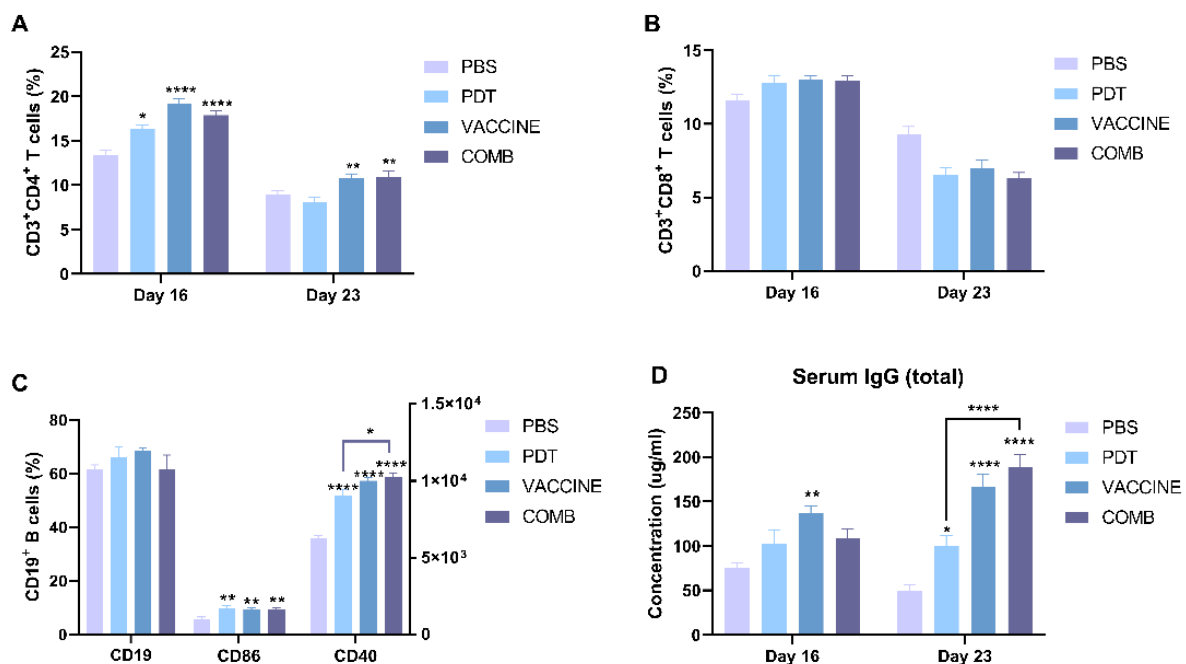 A
CD3⁺CD4⁺ T cells (%)
25
20
15
10
5
0
*
****
****
**
**
Day 16
Day 23
PBS
PDT
VACCINE
COMB
B
CD3⁺CD8⁺ T cells (%)
15
10
5
0
Day 16
Day 23
PBS
PDT
VACCINE
COMB
C
CD19⁺ B cells (%)
80
60
40
20
0
**
**
**
*
****
****
****
1.5×10⁴
1×10⁴
5×10³
0
CD19
CD86
CD40
PBS
PDT
VACCINE
COMB
D
Serum IgG (total)
Concentration (ug/ml)
250
200
150
100
50
0
**
*
****
****
****
Day 16
Day 23
PBS
PDT
VACCINE
COMB